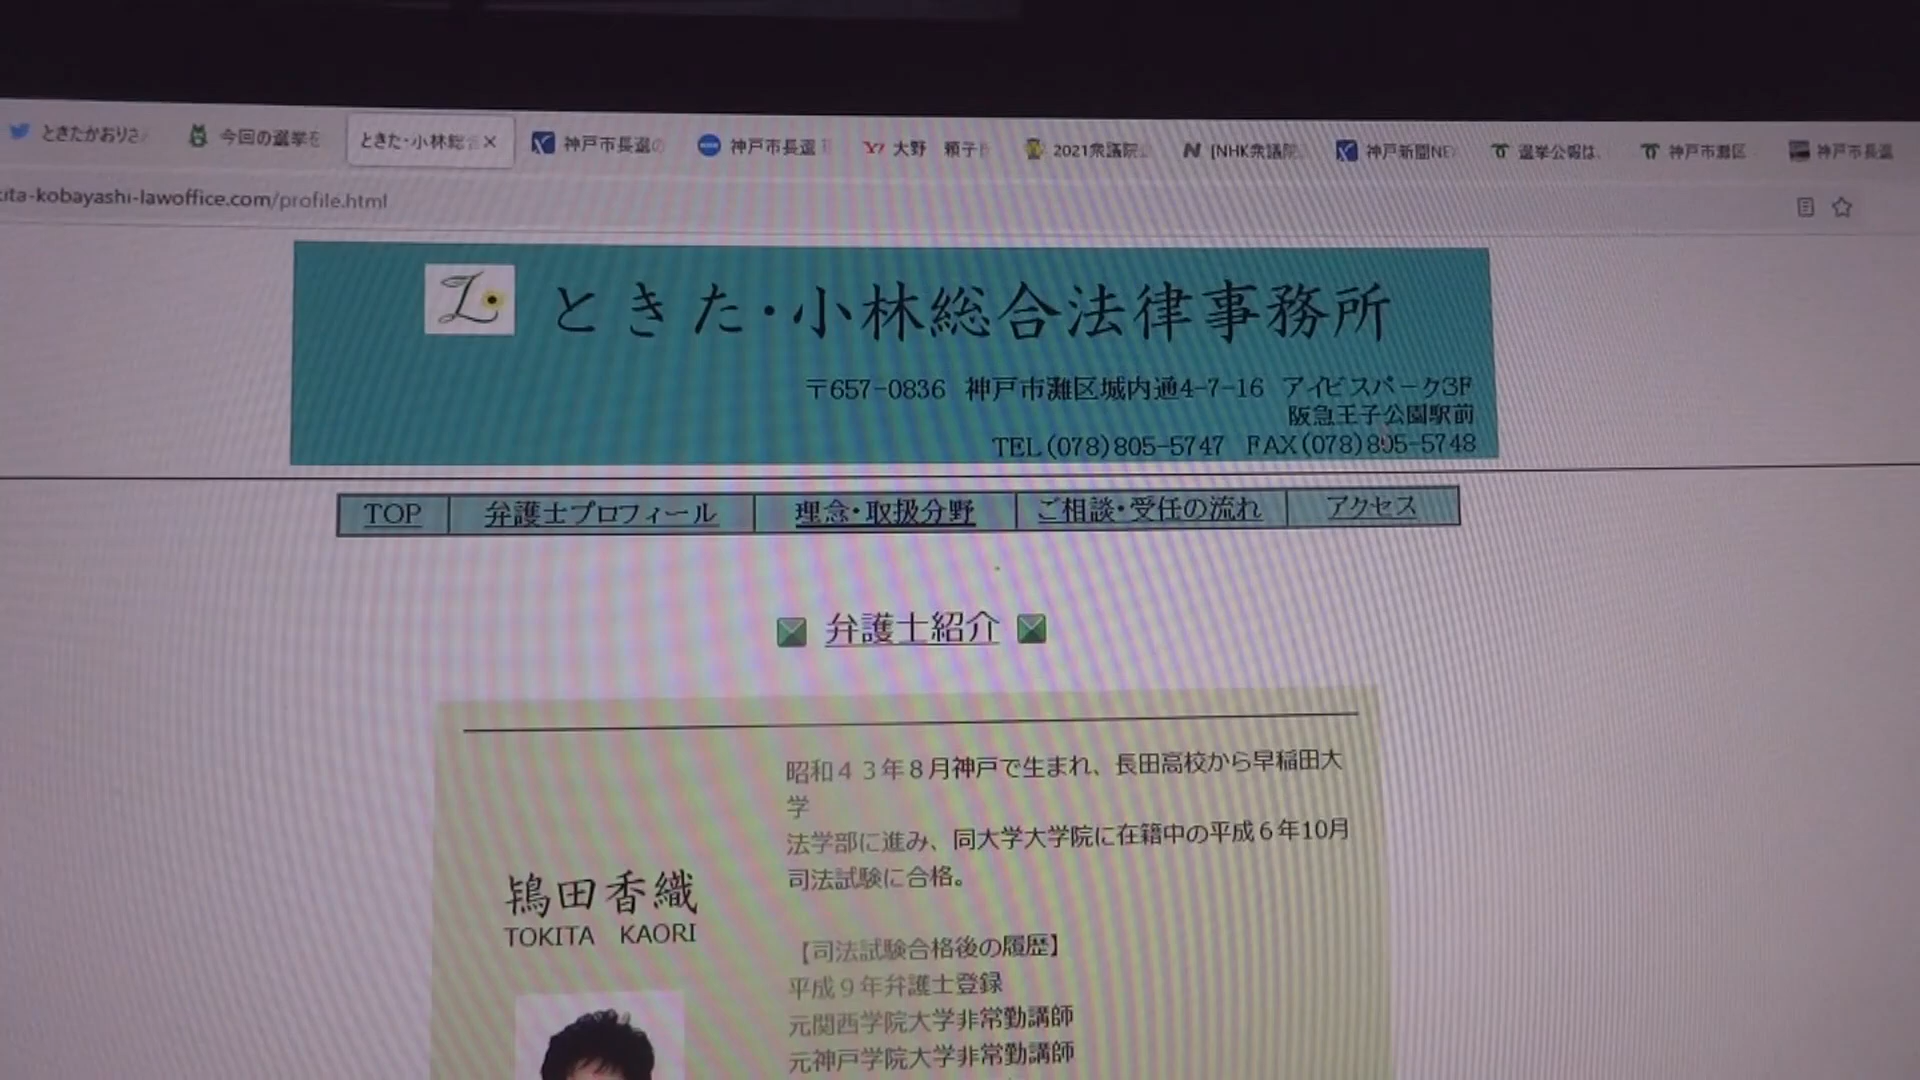 ときたかおりさ
今回の選挙を
ときた・小林総合
神戸市長選の
神戸市長選
大野 頼子
2021衆議院
[NHK衆議院
神戸新聞NE
選挙公報は、
神戸市灘区
神戸市長選
ita-kobayashi-lawoffice.com/profile.html
ときた・小林総合法律事務所
〒657-0836 神戸市灘区城内通4-7-16 アイビスパーク3F
阪急王子公園駅前
TEL(078)805-5747 FAX(078)805-5748
TOP
弁護士プロフィール
理念・取扱分野
ご相談・受任の流れ
アクセス
弁護士紹介
昭和43年8月神戸で生まれ、長田高校から早稲田大
学
法学部に進み、同大学大学院に在籍中の平成6年10月
司法試験に合格。
鴇田香織
TOKITA KAORI
【司法試験合格後の履歴】
平成9年弁護士登録
元関西学院大学非常勤講師
元神戸学院大学非常勤講師